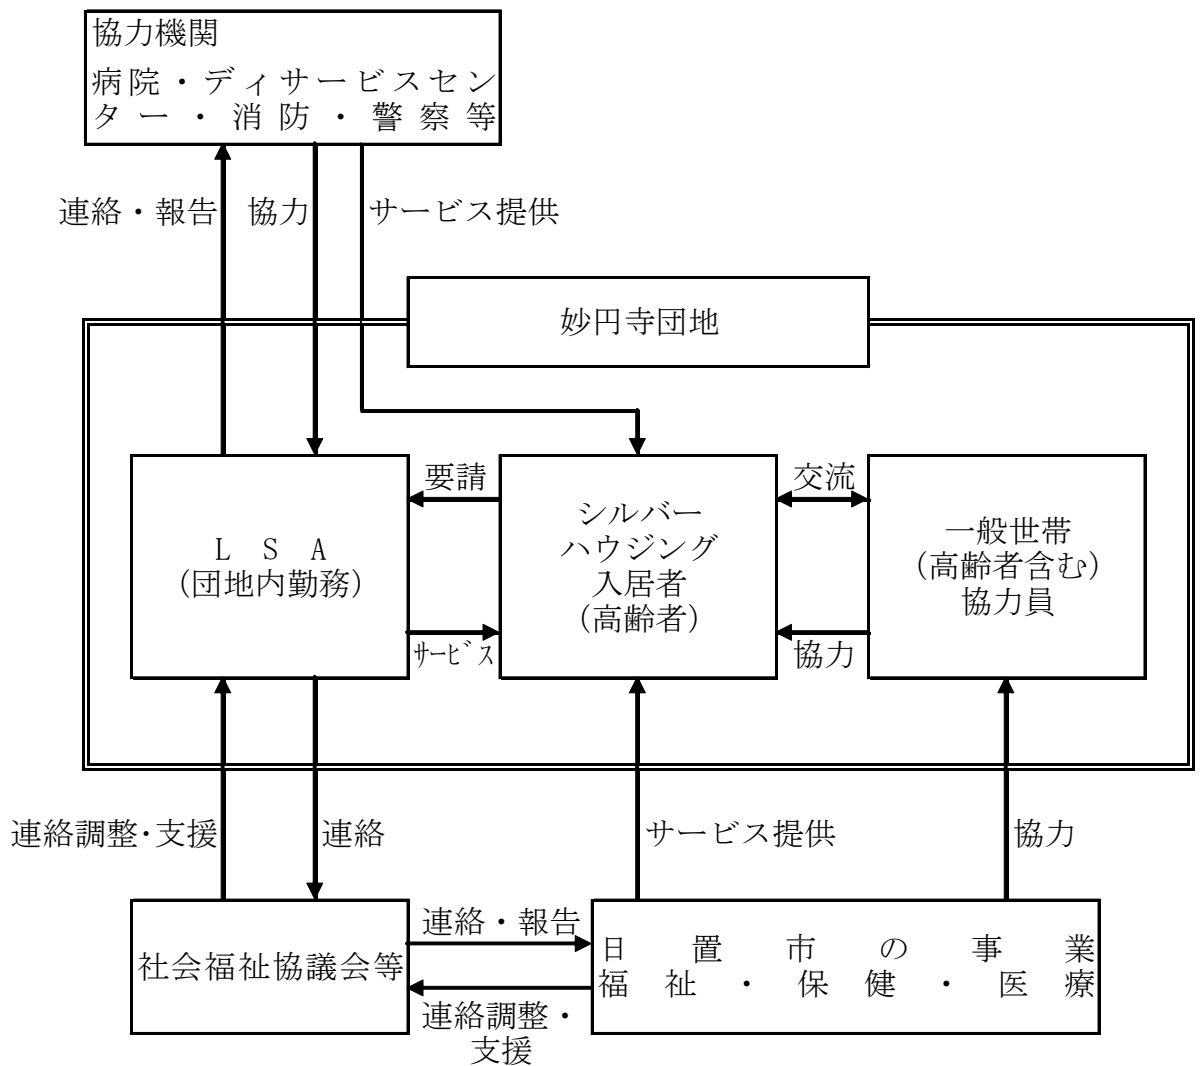 協力機関
病院・ディサービスセン
ター・消防・警察等
連絡・報告
協力
サービス提供
妙円寺団地
LSA
(団地内勤務)
要請
サービス
シルバー
ハウジング
入居者
(高齢者)
交流
協力
一般世帯
(高齢者含む)
協力員
連絡調整・支援
連絡
サービス提供
協力
社会福祉協議会等
連絡・報告
連絡調整・
支援
日置市の事業
福祉・保健・医療